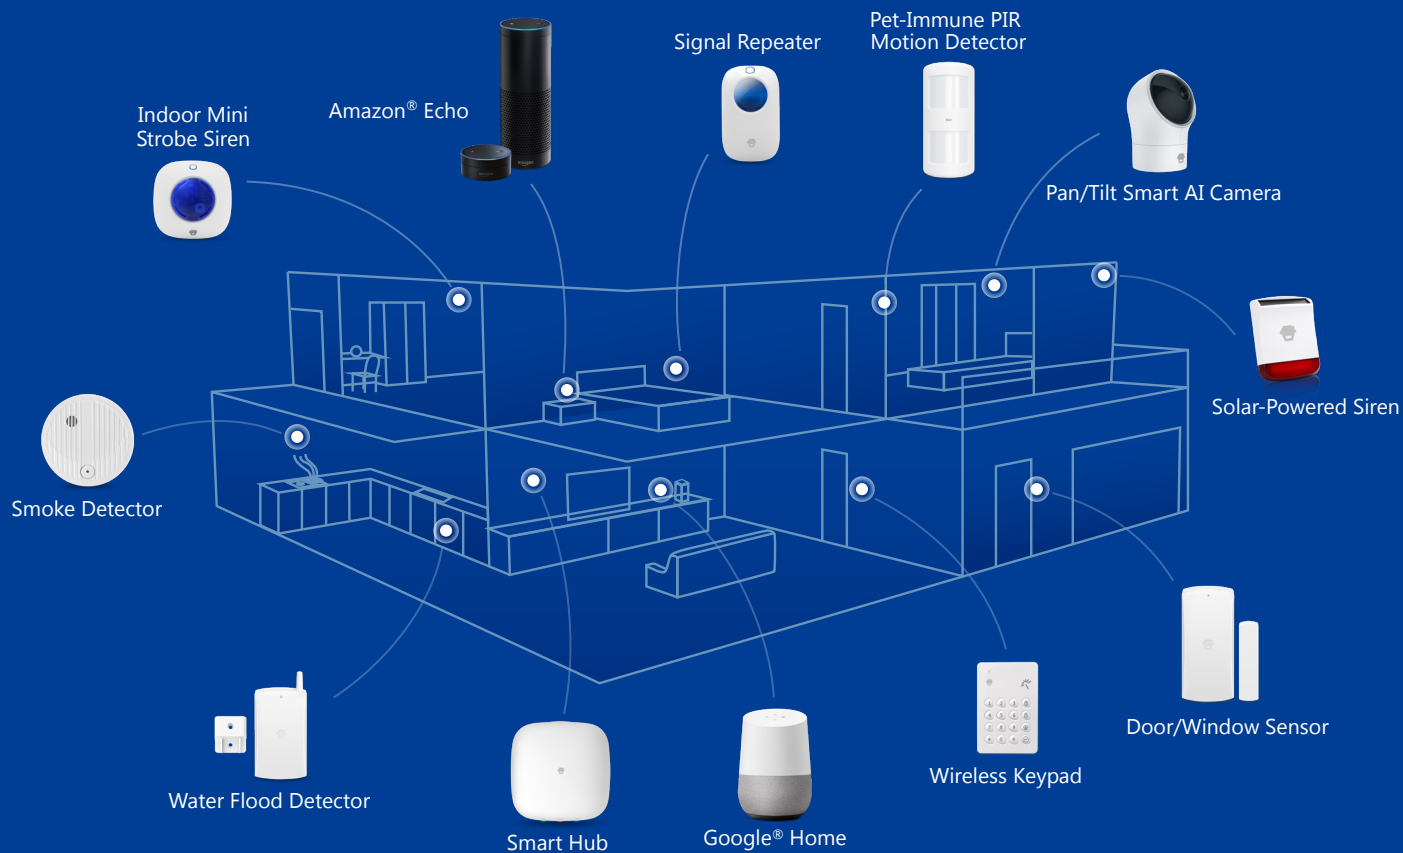 Pet-Immune PIR
Motion Detector
Signal Repeater
Indoor Mini
Strobe Siren
Amazon® Echo
Pan/Tilt Smart AI Camera
Solar-Powered Siren
Smoke Detector
Door/Window Sensor
Wireless Keypad
Water Flood Detector
Smart Hub
Google® Home